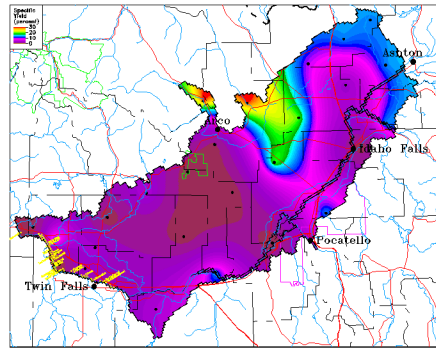 Specific
Yield
(percent)
30
20
10
0
Ashton
Arco
Idaho Falls
Pocatello
Twin Falls